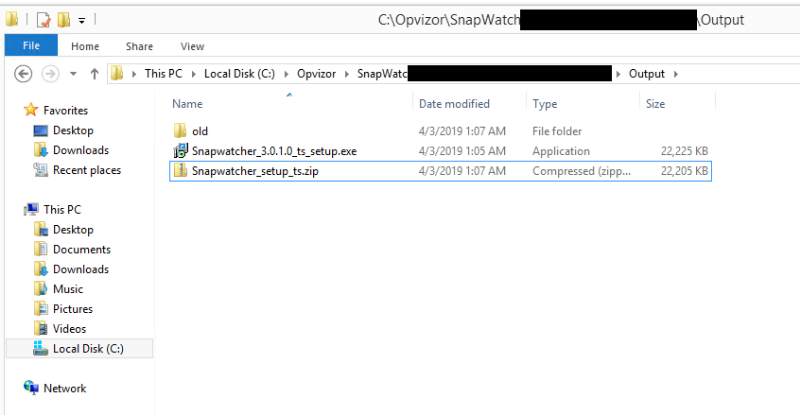 C:\Opvizor\SnapWatch \Output
File Home Share View
This PC Local Disk (C:) Opvizor SnapWatc Output
Name Date modified Type Size
old 4/3/2019 1:07 AM File folder
Snapwatcher_3.0.1.0_ts_setup.exe 4/3/2019 1:05 AM Application 22,225 KB
Snapwatcher_setup_ts.zip 4/3/2019 1:07 AM Compressed (zipp... 22,205 KB
Favorites
Desktop
Downloads
Recent places
This PC
Desktop
Documents
Downloads
Music
Pictures
Videos
Local Disk (C:)
Network